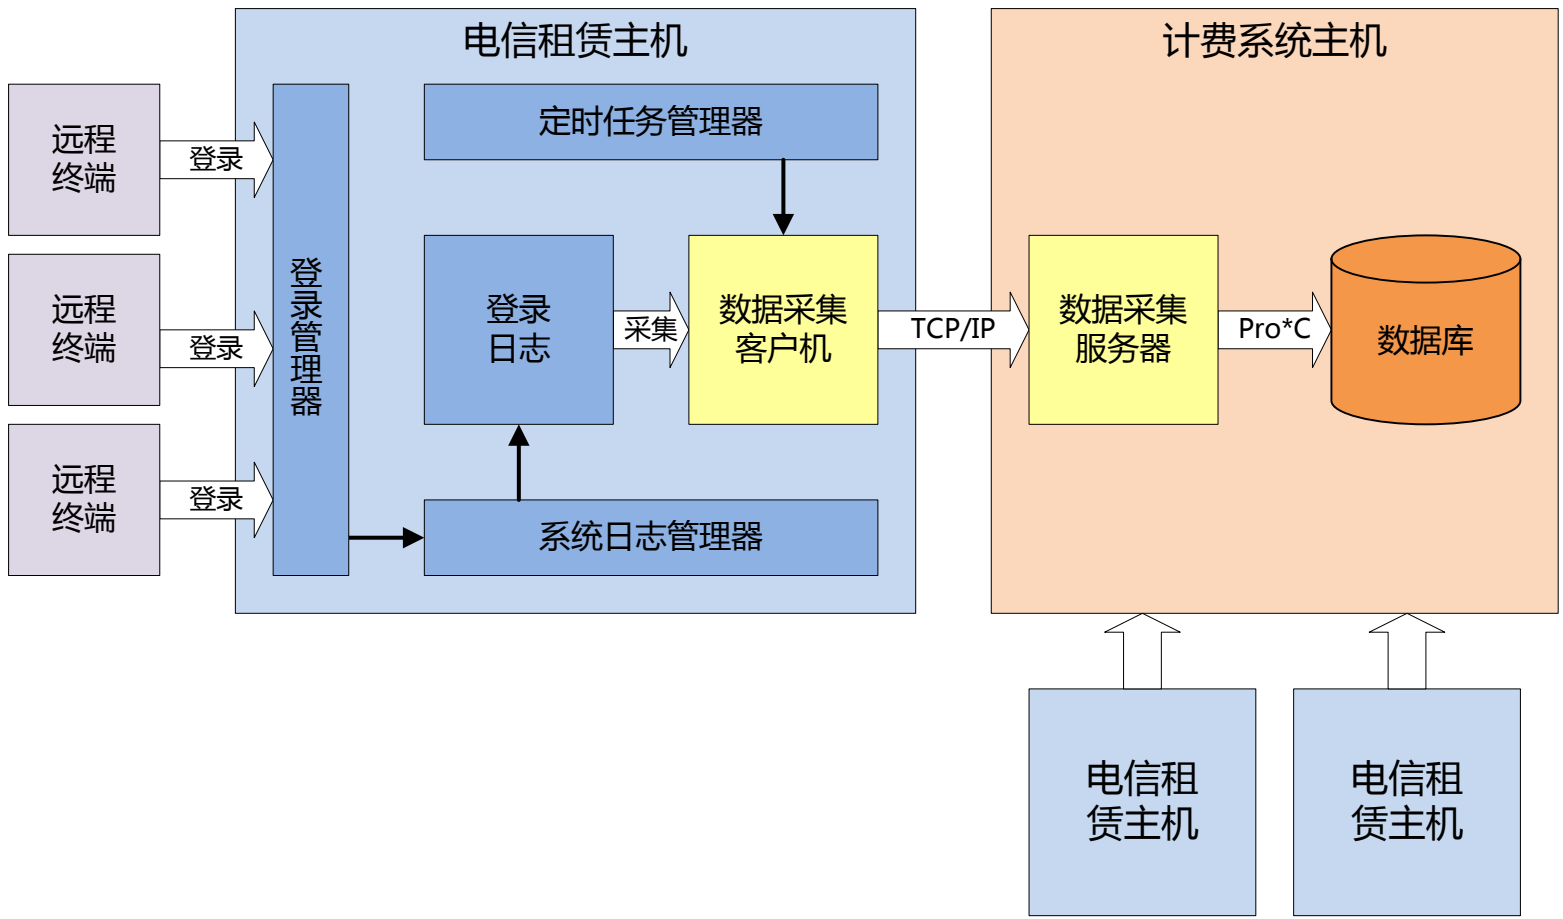 电信租赁主机
计费系统主机
远程
终端
登录
远程
终端
登录
远程
终端
登录
登录管理器
定时任务管理器
登录
日志
采集
数据采集
客户机
系统日志管理器
TCP/IP
数据采集
服务器
Pro*C
数据库
电信租
赁主机
电信租
赁主机